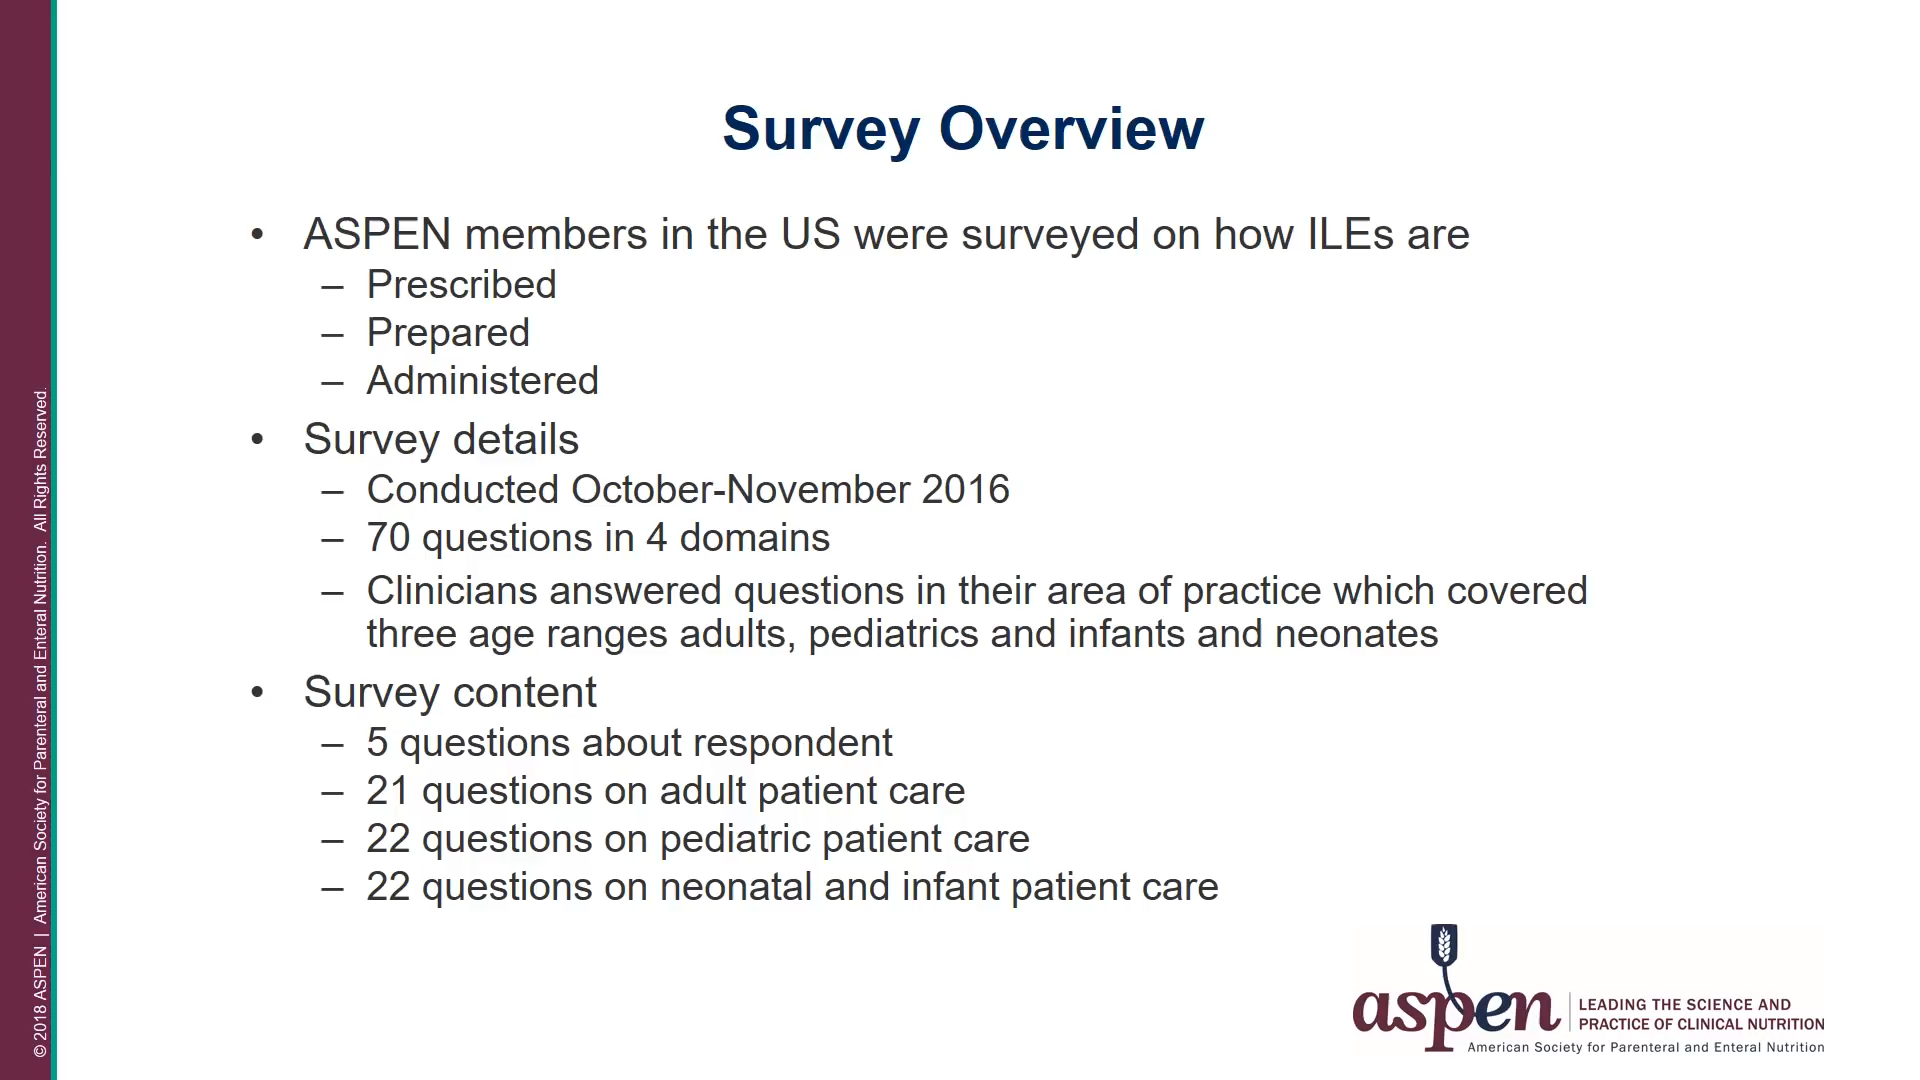 Survey Overview
• ASPEN members in the US were surveyed on how ILEs are
– Prescribed
– Prepared
– Administered
• Survey details
– Conducted October-November 2016
– 70 questions in 4 domains
– Clinicians answered questions in their area of practice which covered
three age ranges adults, pediatrics and infants and neonates
• Survey content
– 5 questions about respondent
– 21 questions on adult patient care
– 22 questions on pediatric patient care
– 22 questions on neonatal and infant patient care
© 2018 ASPEN | American Society for Parenteral and Enteral Nutrition. All Rights Reserved.
aspen
LEADING THE SCIENCE AND
PRACTICE OF CLINICAL NUTRITION
American Society for Parenteral and Enteral Nutrition